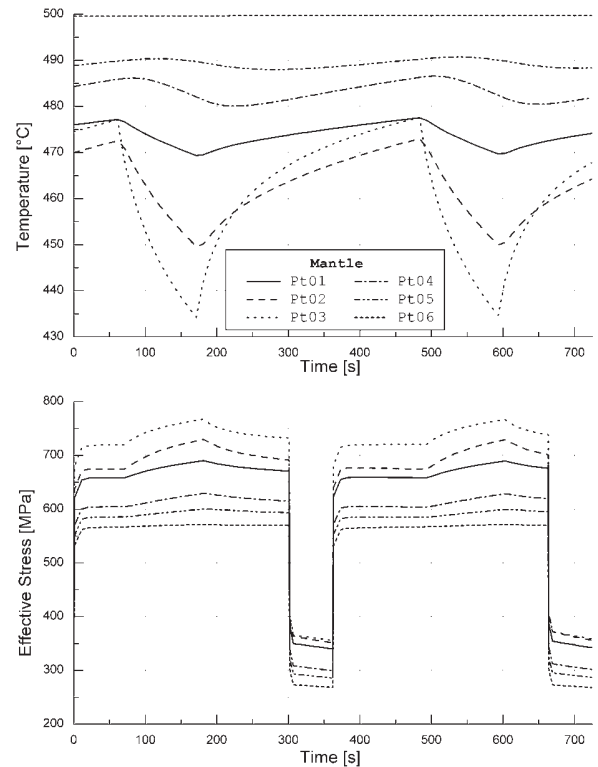 500
490
480
470
460
450
440
430
Temperature [°C]
Mantle
Pt01 Pt04
Pt02 Pt05
Pt03 Pt06
0 100 200 300 400 500 600 700
Time [s]
800
700
600
500
400
300
200
Effective Stress [MPa]
0 100 200 300 400 500 600 700
Time [s]